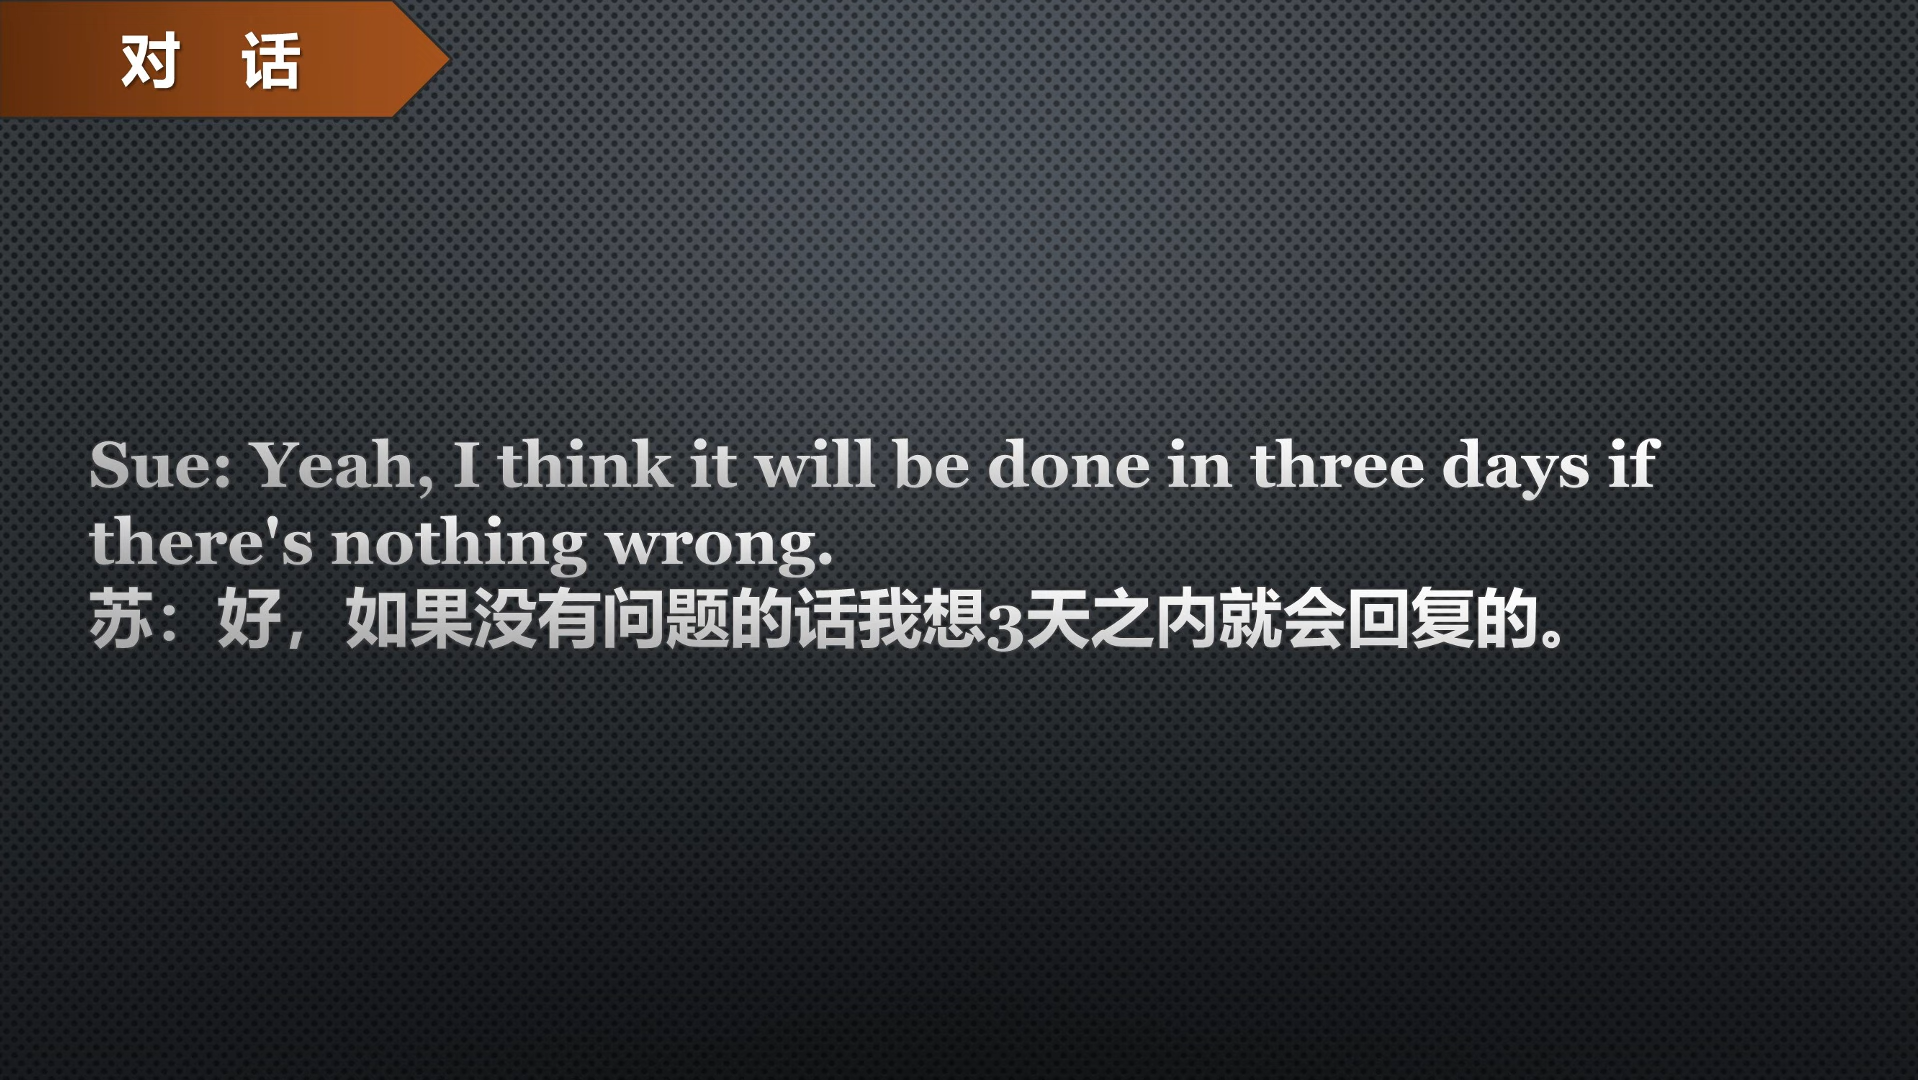 对 话
Sue: Yeah, I think it will be done in three days if
there's nothing wrong.
苏：好，如果没有问题的话我想3天之内就会回复的。